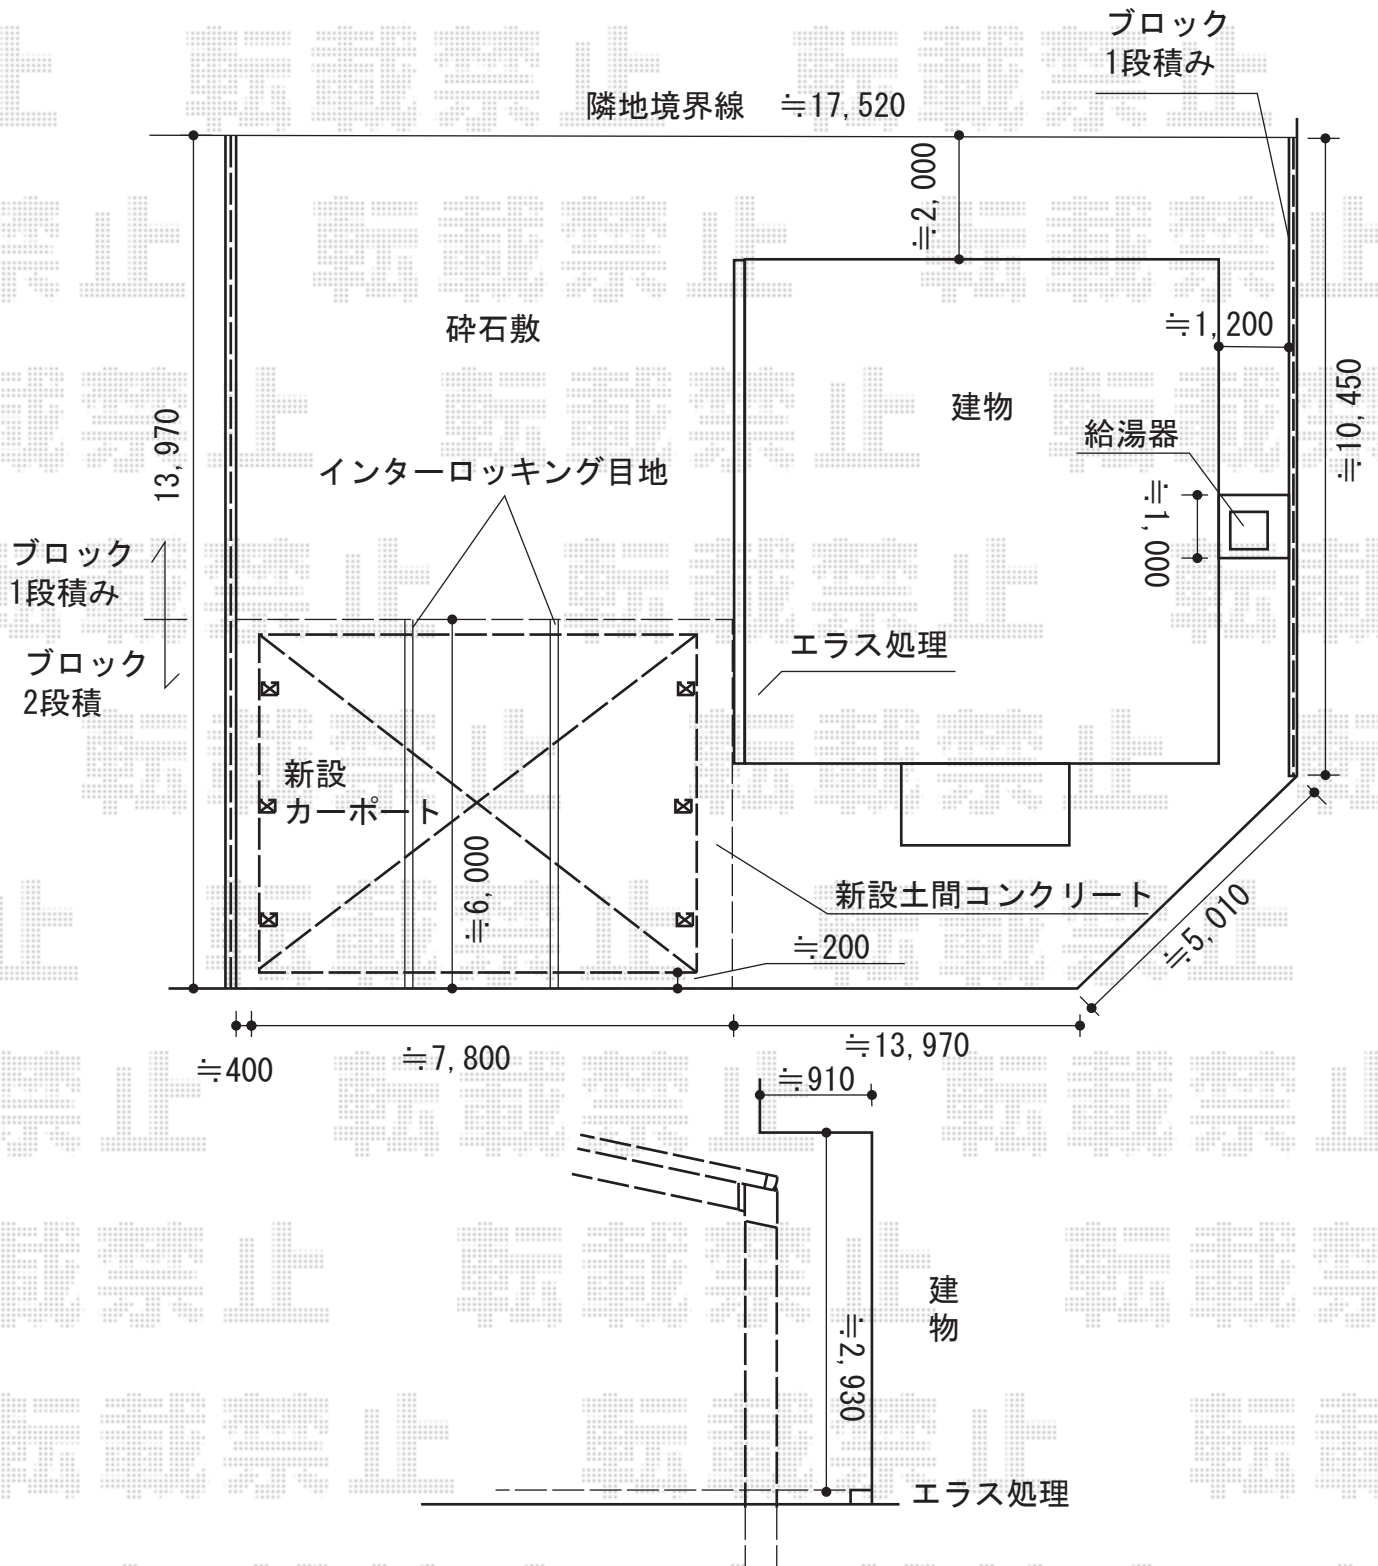 ブロック
1段積み
隣地境界線 ≒17,520
≒2,000
砕石敷
≒1,200
建物
給湯器
≒10,450
13,970
インターロッキング目地
≒1,000
ブロック
1段積み
ブロック
2段積
エラス処理
新設
カーポート
≒6,000
新設土間コンクリート
≒200
≒5,010
≒400
≒7,800
≒13,970
≒910
建物
≒2,930
エラス処理
転載禁止